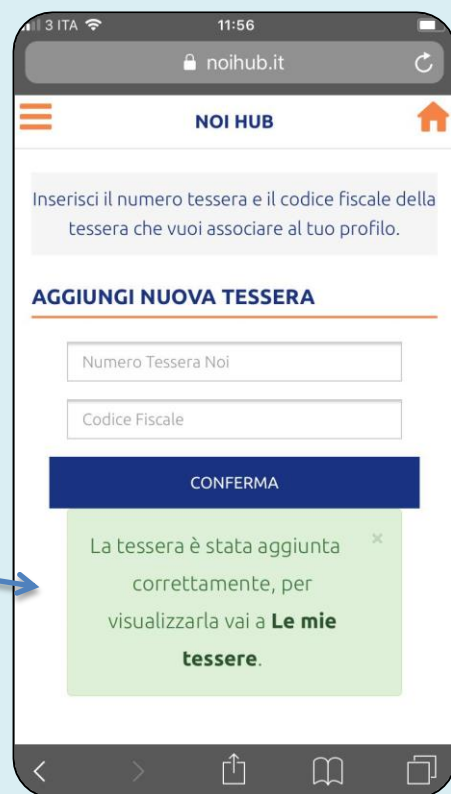 3 ITA 11:56
noihub.it
NOI HUB
Inserisci il numero tessera e il codice fiscale della
tessera che vuoi associare al tuo profilo.
AGGIUNGI NUOVA TESSERA
Numero Tessera Noi
Codice Fiscale
CONFERMA
La tessera è stata aggiunta ×
correttamente, per
visualizzarla vai a Le mie
tessere.